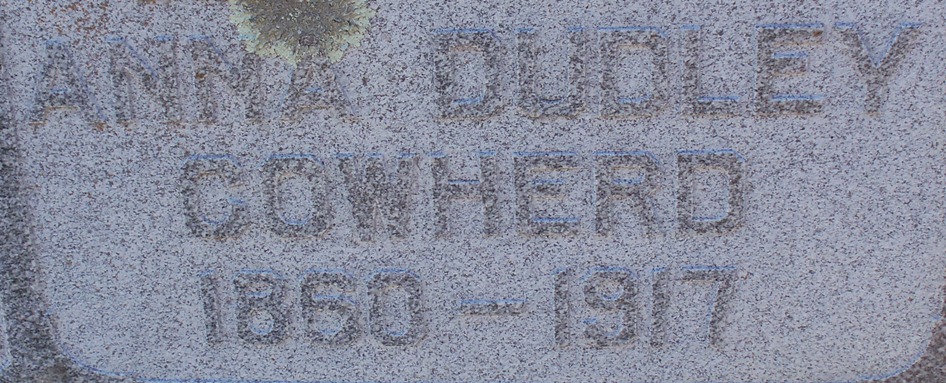 ANNA DUDLEY
COWHERD
1860 — 1917